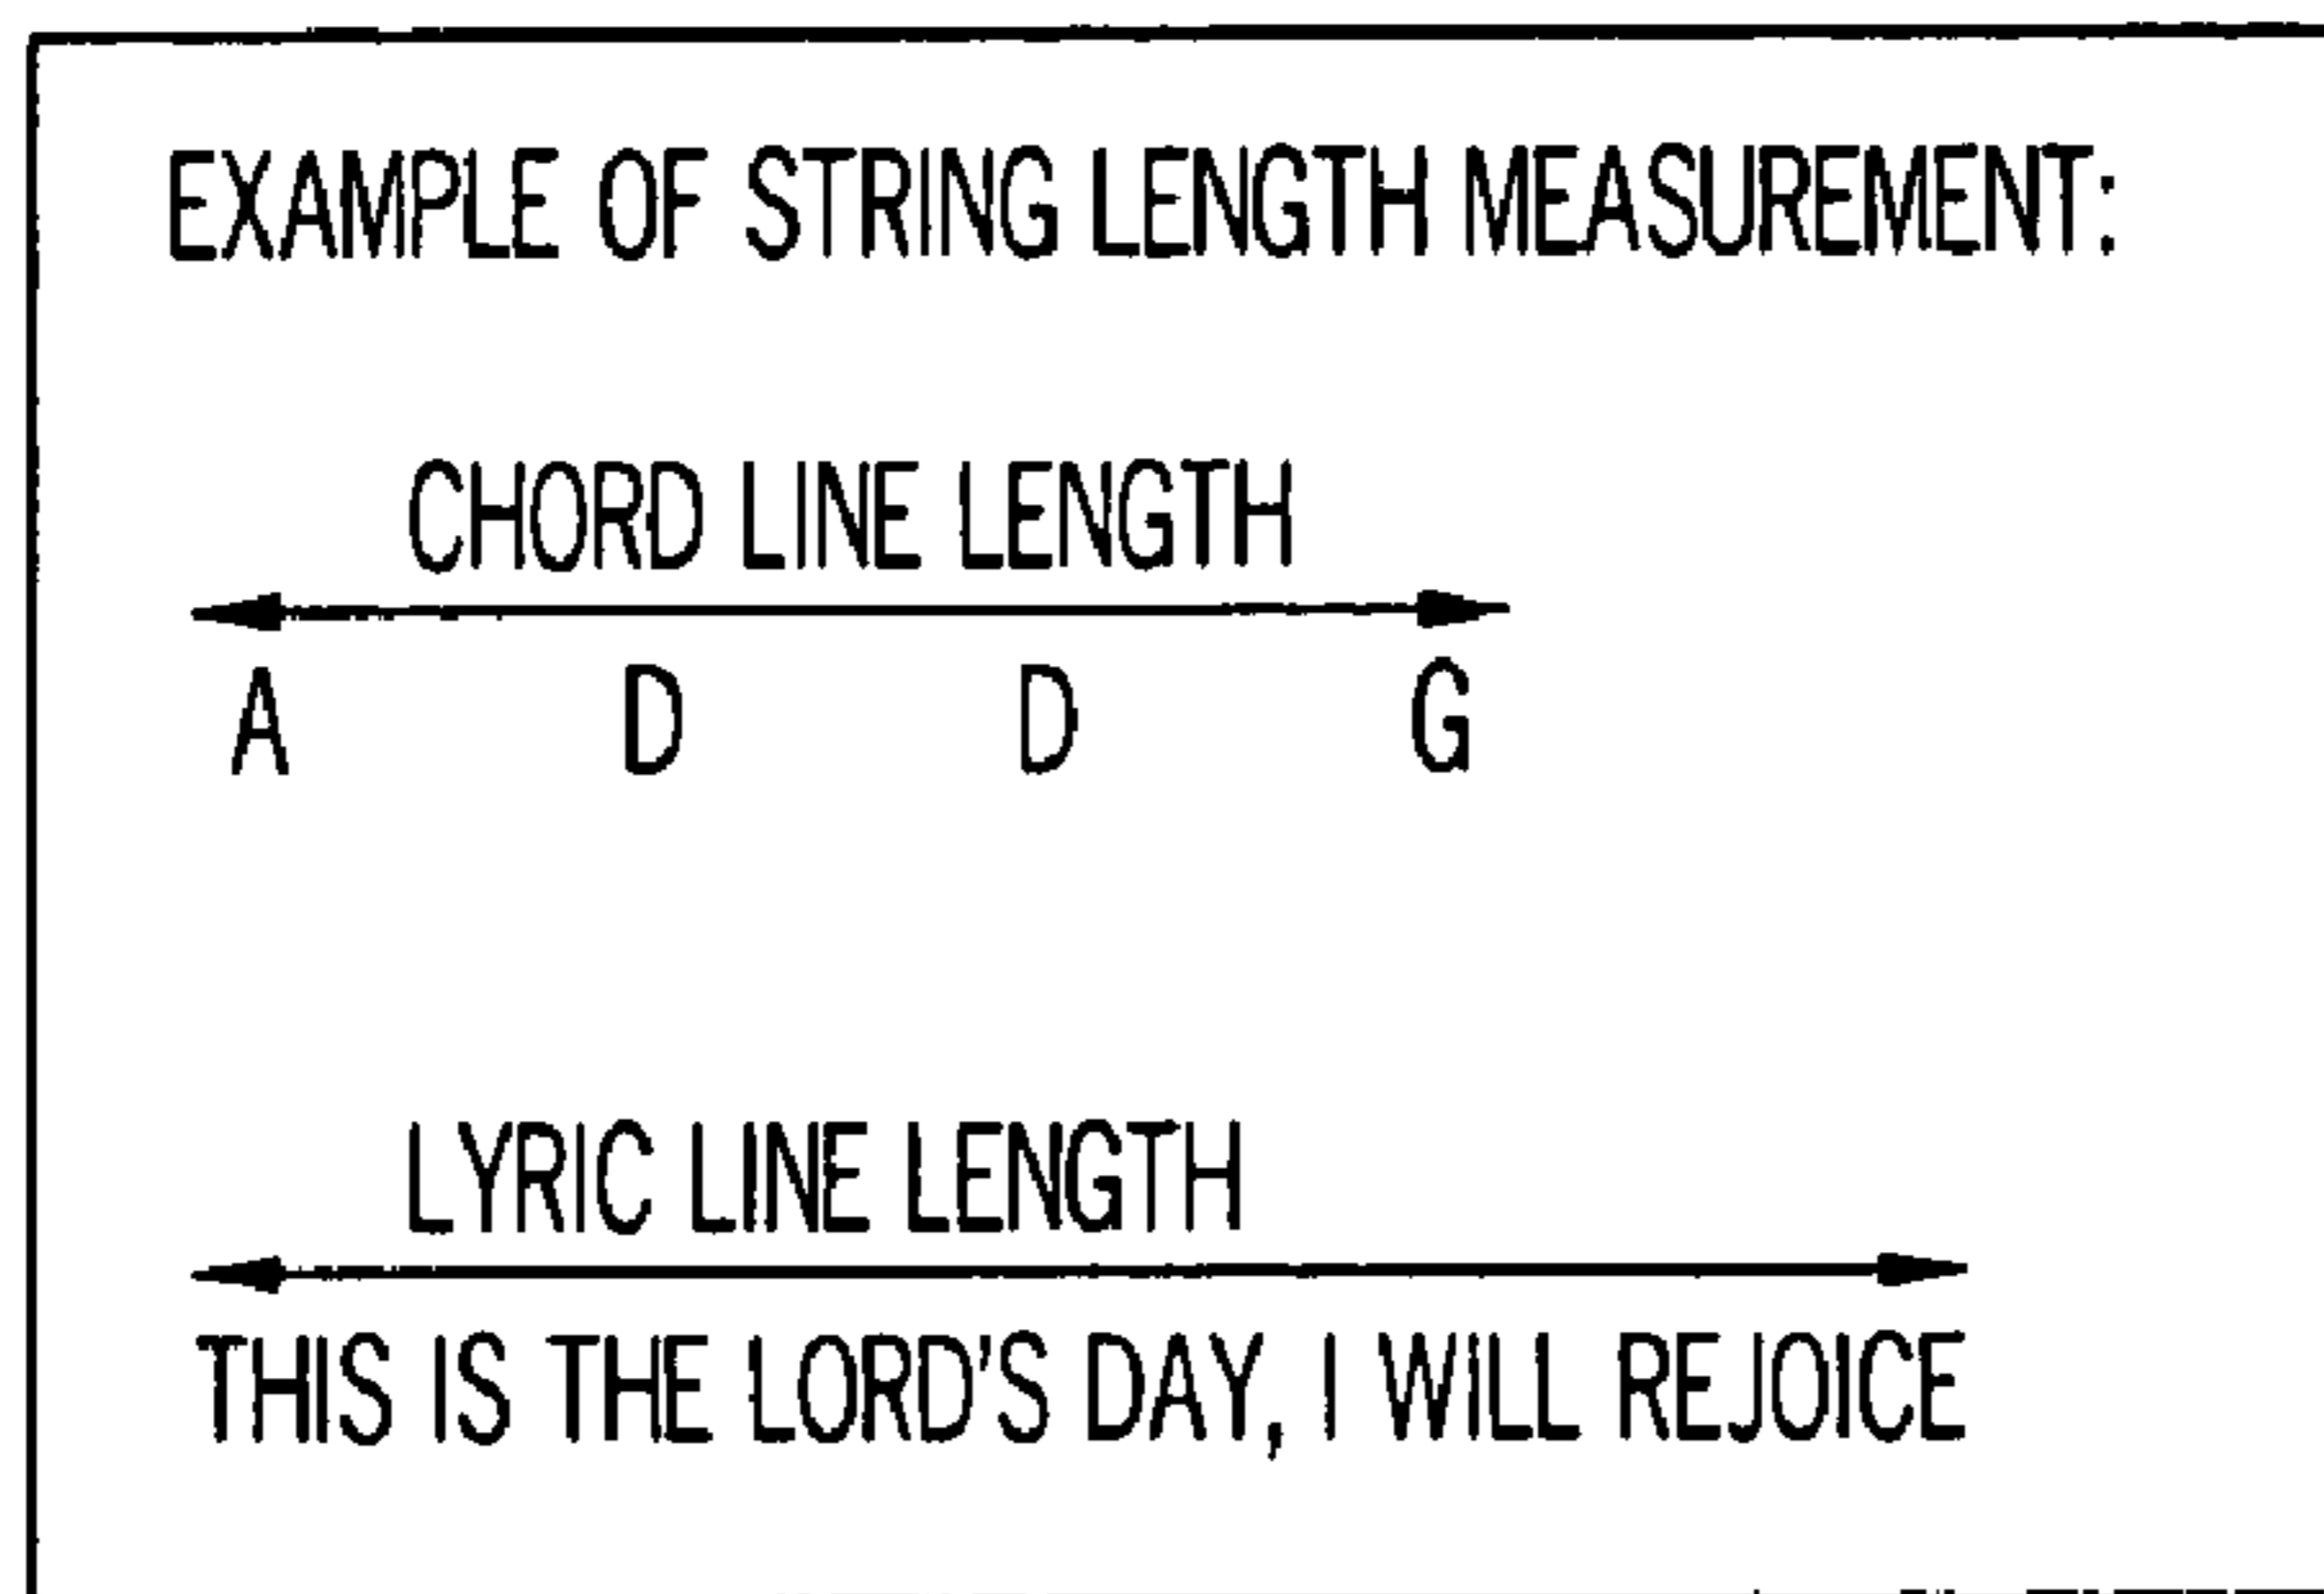 EXAMPLE OF STRING LENGTH MEASUREMENT:
CHORD LINE LENGTH
A D D G
LYRIC LINE LENGTH
THIS IS THE LORD'S DAY, I WILL REJOICE